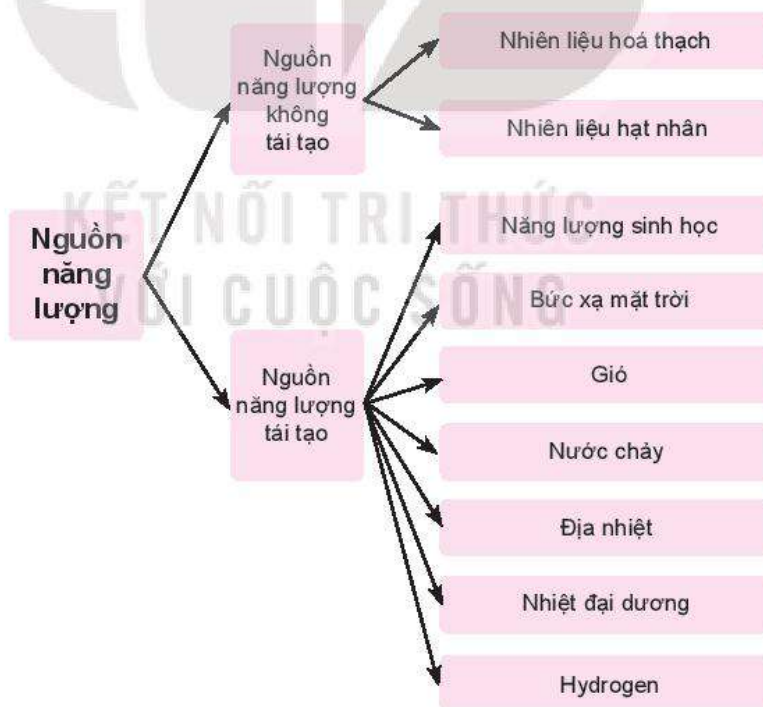 Nguồn
năng lượng
không
tái tạo
Nhiên liệu hoá thạch
Nhiên liệu hạt nhân
KẾT NỐI TRI THỨC
VỚI CUỘC SỐNG
Nguồn
năng
lượng
Nguồn
năng lượng
tái tạo
Năng lượng sinh học
Bức xạ mặt trời
Gió
Nước chảy
Địa nhiệt
Nhiệt đại dương
Hydrogen